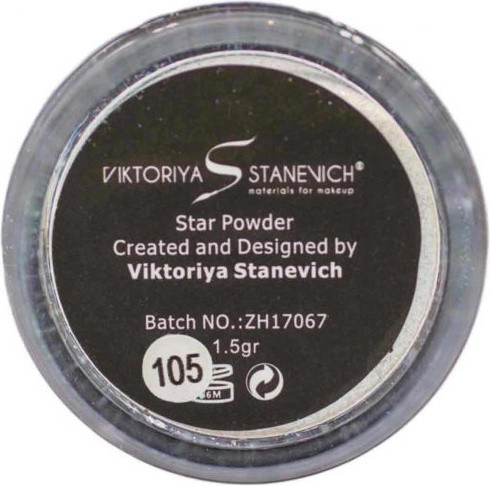 VIKTORIYA S STANEVICH®
materials for makeup
Star Powder
Created and Designed by
Viktoriya Stanevich
Batch NO.:ZH17067
1.5gr
105